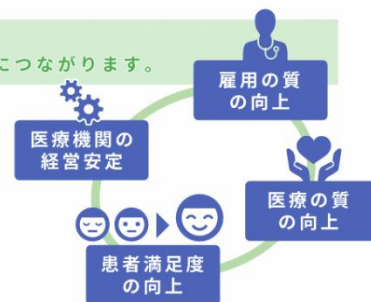 につながります。
雇用の質
の向上
医療機関の
経営安定
医療の質
の向上
患者満足度
の向上